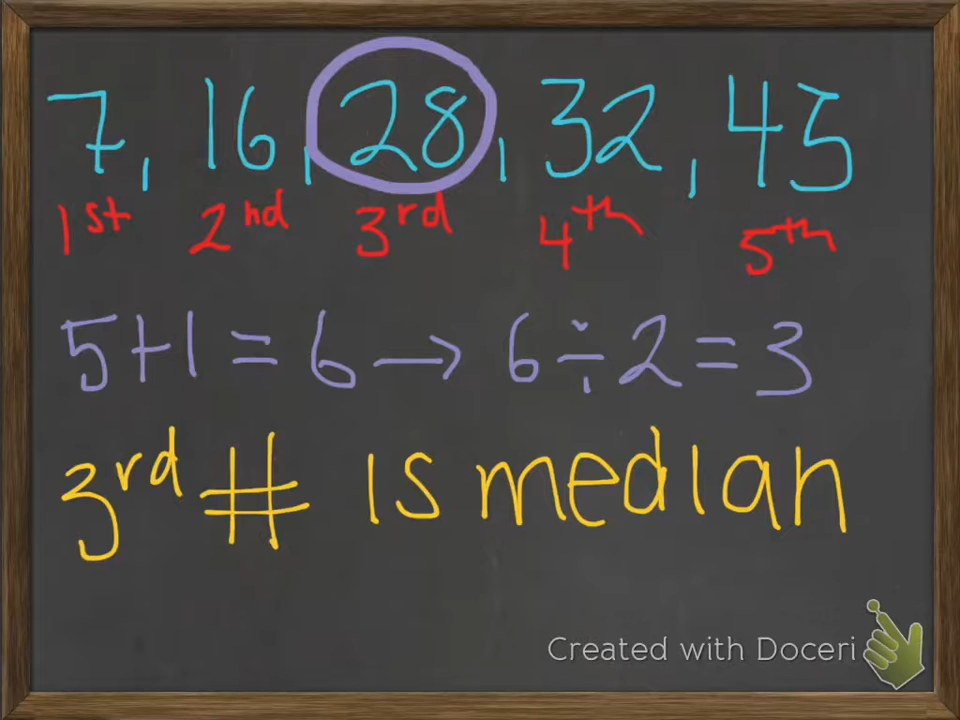 7, 16, 28, 32, 45
1st 2nd 3rd 4th 5th
5+1=6 → 6÷2=3
3rd # is median
Created with Doceri